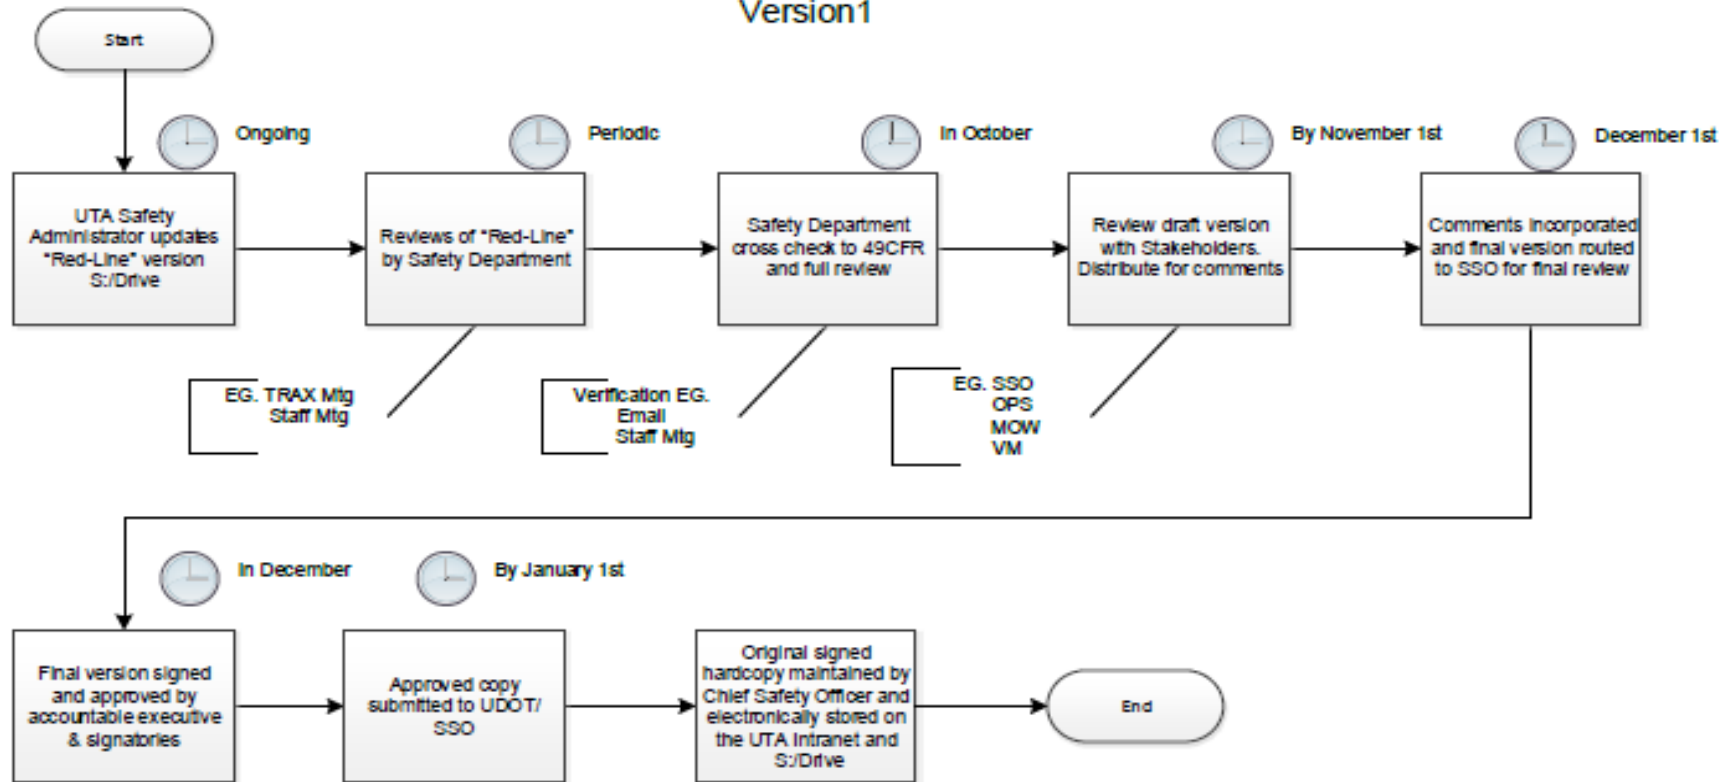 Version1
Start
Ongoing
Periodic
In October
By November 1st
December 1st
UTA Safety
Administrator updates
"Red-Line" version
S:/Drive
Reviews of "Red-Line"
by Safety Department
Safety Department
cross check to 49CFR
and full review
Review draft version
with Stakeholders.
Distribute for comments
Comments incorporated
and final version routed
to SSO for final review
EG. TRAX Mtg
Staff Mtg
Verification EG.
Email
Staff Mtg
EG. SSO
OPS
MOW
VM
In December
By January 1st
Final version signed
and approved by
accountable executive
& signatories
Approved copy
submitted to UDOT/
SSO
Original signed
hardcopy maintained by
Chief Safety Officer and
electronically stored on
the UTA Intranet and
S:/Drive
End